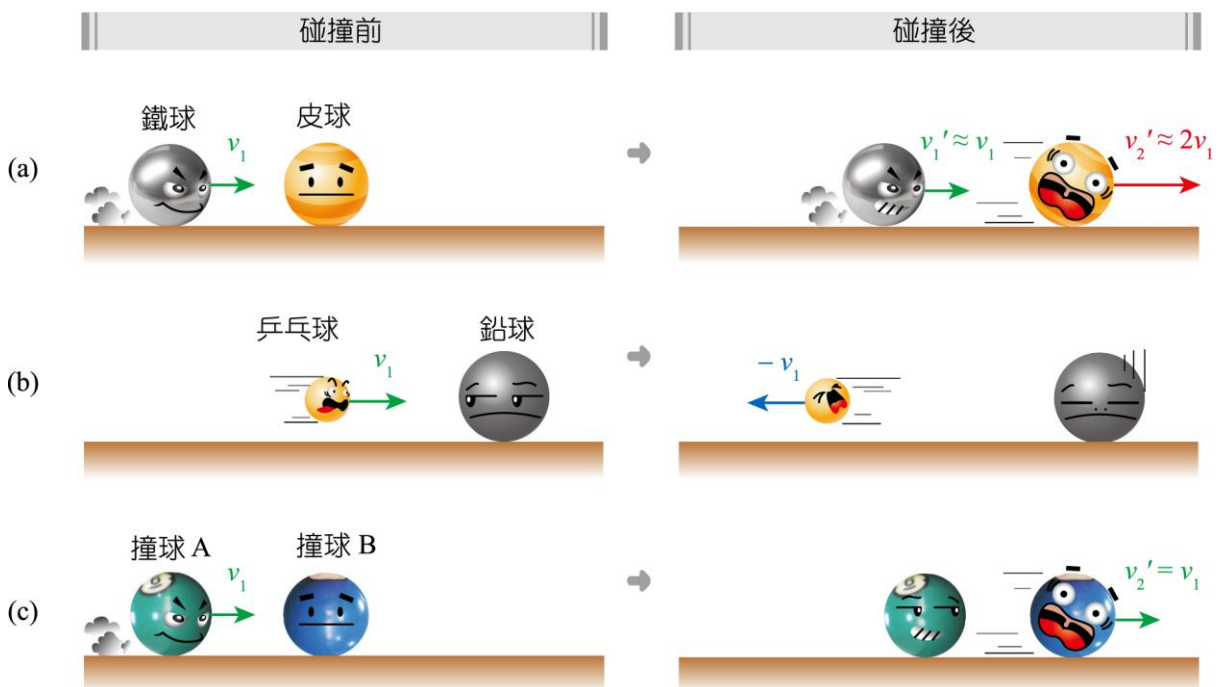 碰撞前
碰撞後
(a)
鐵球
v₁
皮球
v₁′ ≈ v₁
v₂′ ≈ 2v₁
(b)
乒乓球
v₁
鉛球
− v₁
(c)
撞球 A
v₁
撞球 B
v₂′ = v₁